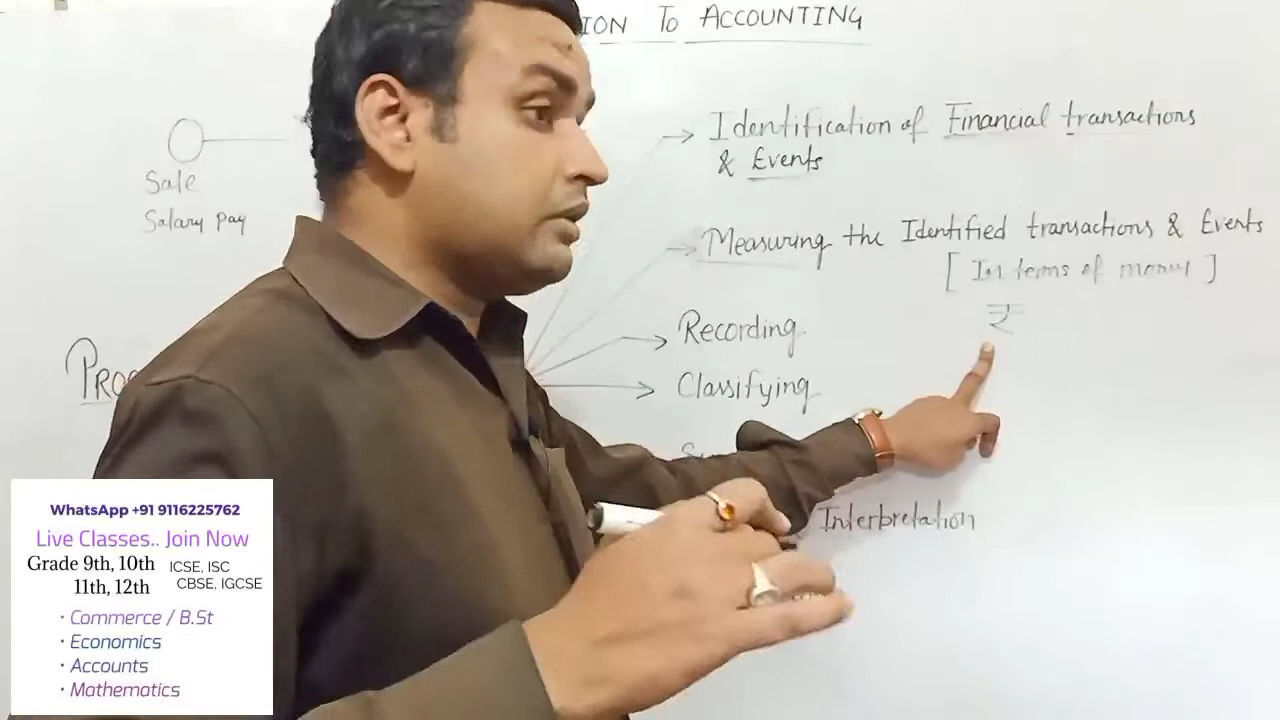 ION TO ACCOUNTING
Identification of Financial transactions
& Events
Sale
Salary pay
Measuring the Identified transactions & Events
[ In terms of money ]
₹
Recording
PROC
Classifying
Interbretation
WhatsApp +91 9116225762
Live Classes.. Join Now
Grade 9th, 10th ICSE, ISC
11th, 12th CBSE, IGCSE
· Commerce / B.St
· Economics
· Accounts
· Mathematics